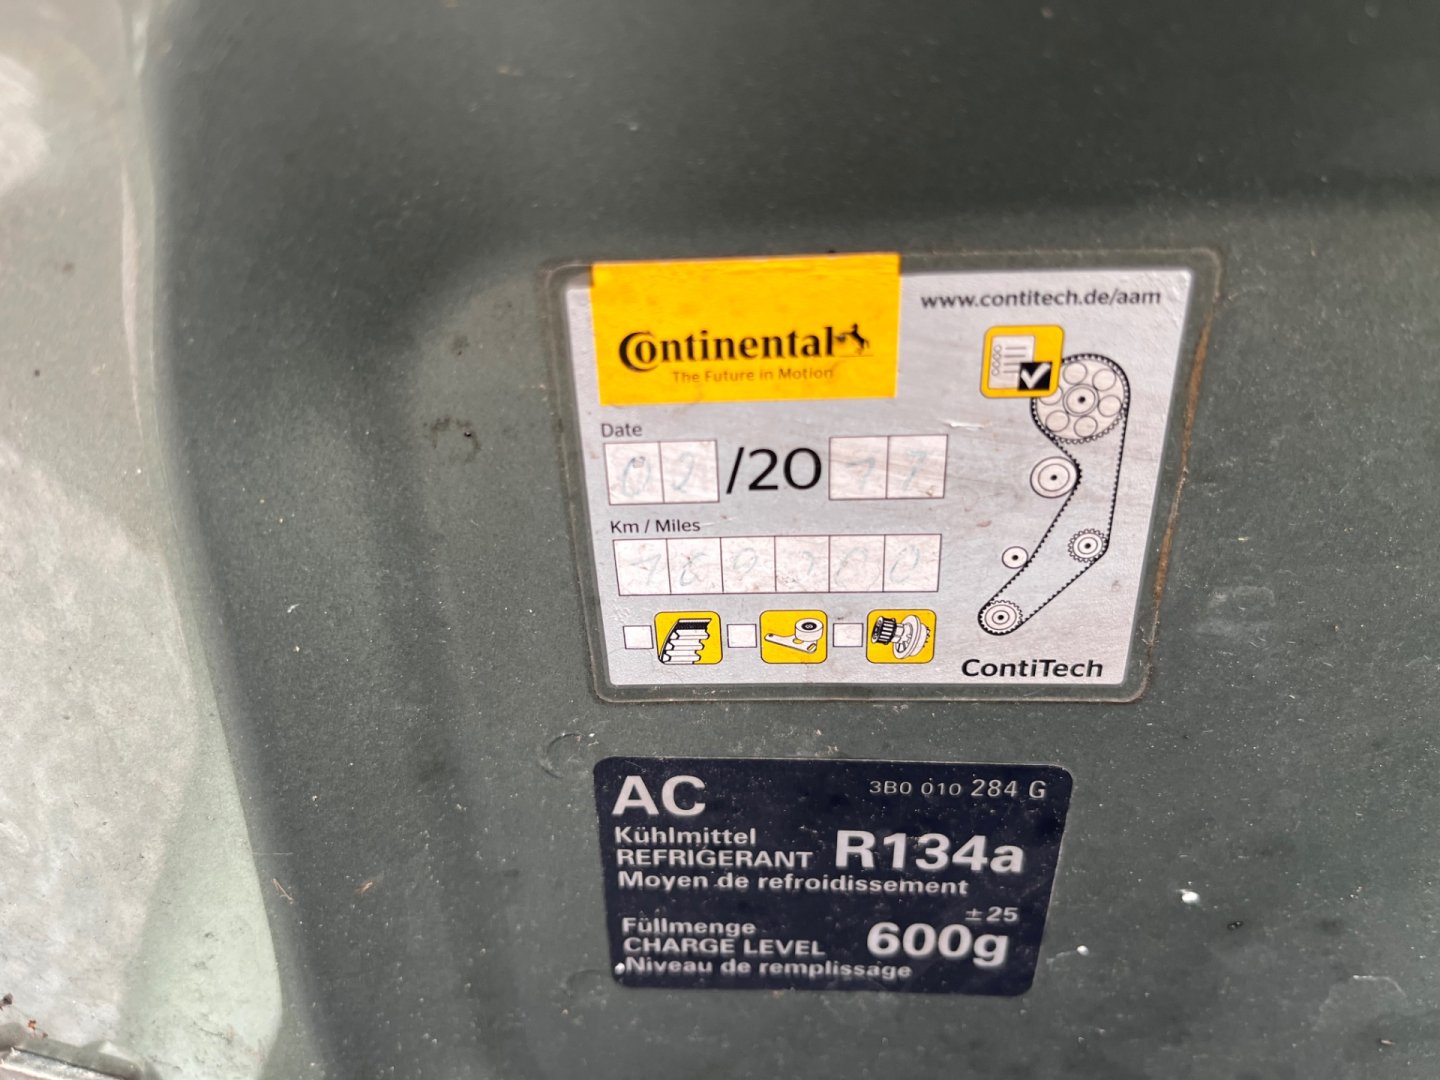 Continental
The Future in Motion
www.contitech.de/aam
Date
02/20
Km / Miles
ContiTech
AC 3B0 010 284 G
Kühlmittel
REFRIGERANT R134a
Moyen de refroidissement
± 25
Füllmenge
CHARGE LEVEL 600g
Niveau de remplissage